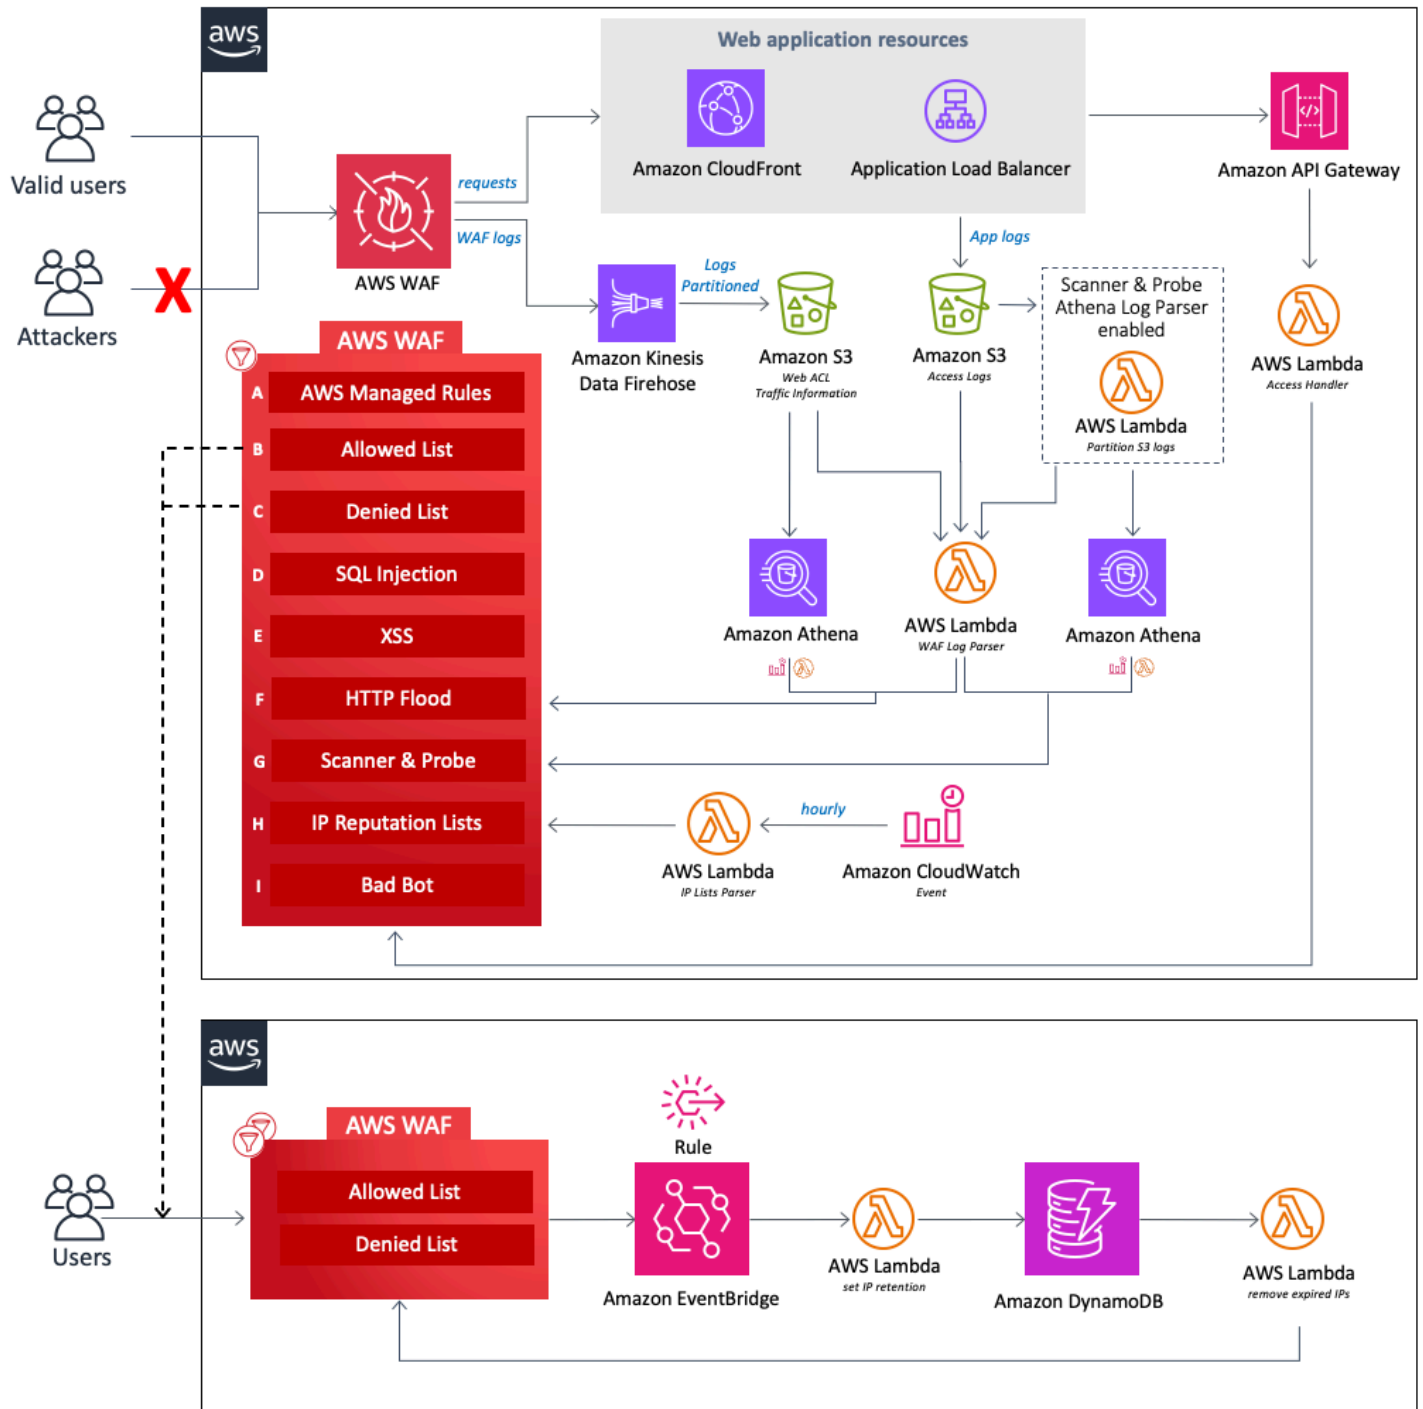 aws
Web application resources
Valid users
Amazon CloudFront
Application Load Balancer
Amazon API Gateway
requests
WAF logs
AWS WAF
Attackers
X
App logs
Logs
Partitioned
Amazon Kinesis
Data Firehose
Amazon S3
Web ACL
Traffic Information
Amazon S3
Access Logs
Scanner & Probe
Athena Log Parser
enabled
AWS Lambda
Partition S3 logs
AWS Lambda
Access Handler
AWS WAF
A AWS Managed Rules
B Allowed List
C Denied List
D SQL Injection
E XSS
F HTTP Flood
G Scanner & Probe
H IP Reputation Lists
I Bad Bot
Amazon Athena
AWS Lambda
WAF Log Parser
Amazon Athena
hourly
AWS Lambda
IP Lists Parser
Amazon CloudWatch
Event
aws
Users
AWS WAF
Allowed List
Denied List
Rule
Amazon EventBridge
AWS Lambda
set IP retention
Amazon DynamoDB
AWS Lambda
remove expired IPs